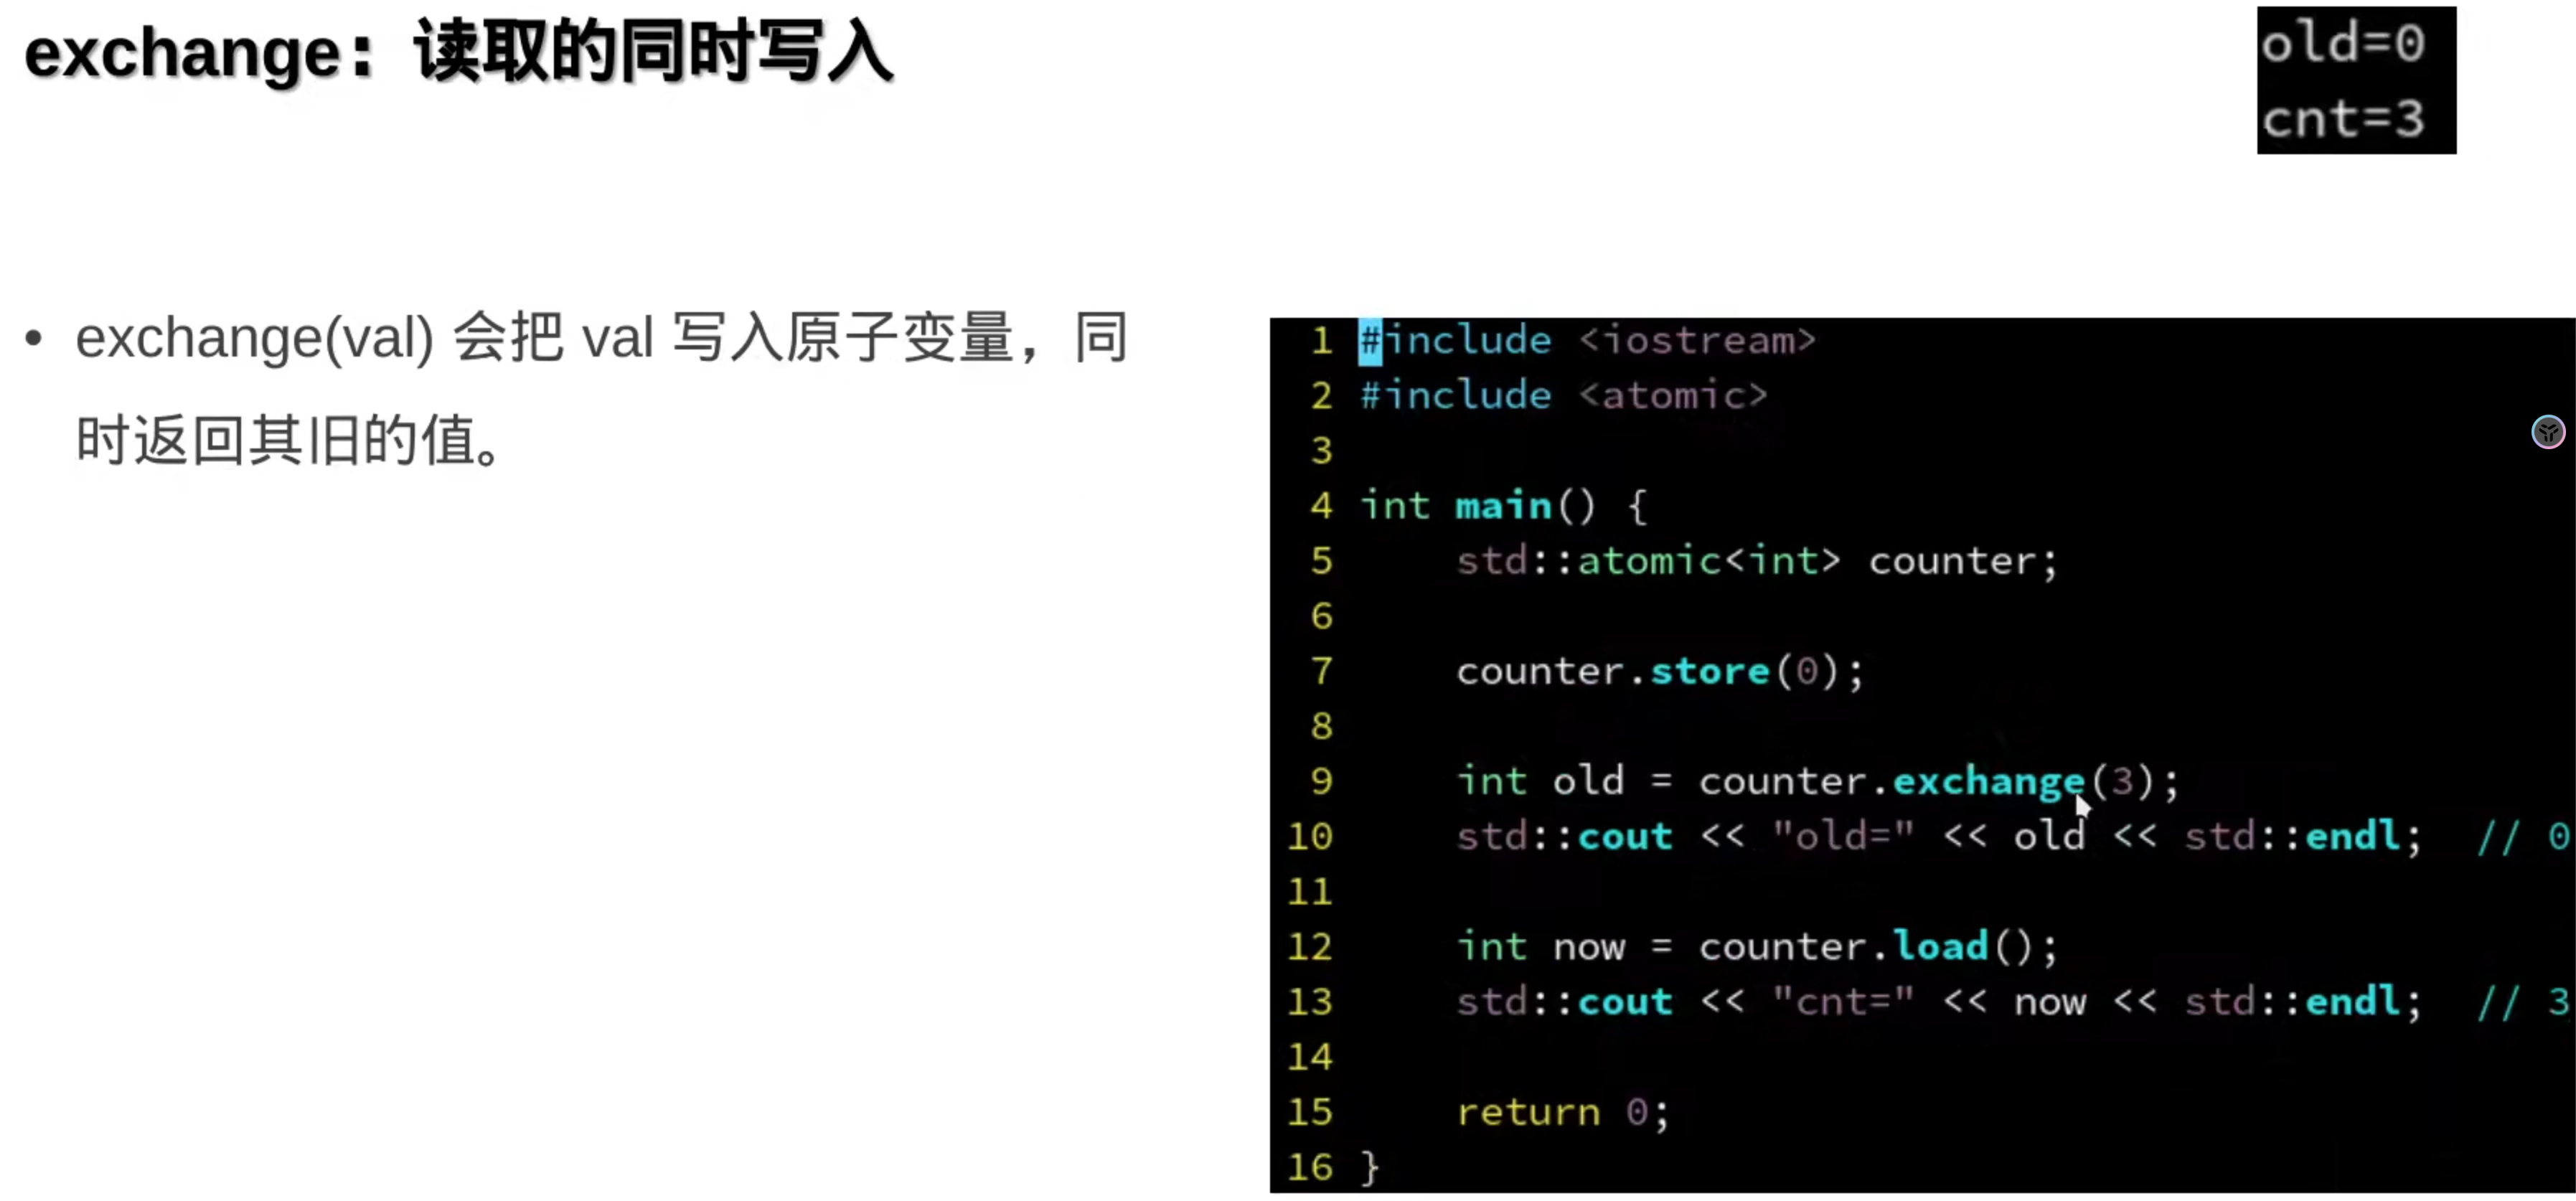 exchange：读取的同时写入
old=0
cnt=3
• exchange(val) 会把 val 写入原子变量，同
时返回其旧的值。
1 #include <iostream>
2 #include <atomic>
3
4 int main() {
5     std::atomic<int> counter;
6
7     counter.store(0);
8
9     int old = counter.exchange(3);
10     std::cout << "old=" << old << std::endl;  // 0
11
12     int now = counter.load();
13     std::cout << "cnt=" << now << std::endl;  // 3
14
15     return 0;
16 }